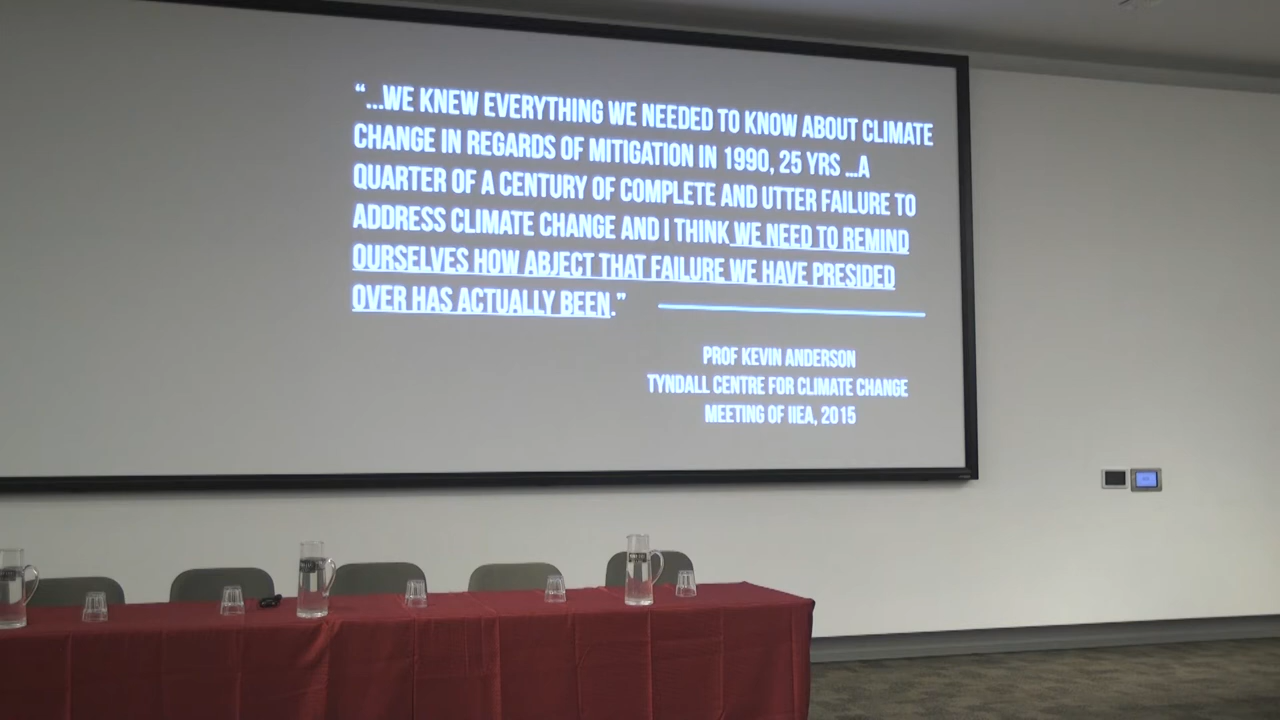 “...WE KNEW EVERYTHING WE NEEDED TO KNOW ABOUT CLIMATE
CHANGE IN REGARDS OF MITIGATION IN 1990, 25 YRS ...A
QUARTER OF A CENTURY OF COMPLETE AND UTTER FAILURE TO
ADDRESS CLIMATE CHANGE AND I THINK WE NEED TO REMIND
OURSELVES HOW ABJECT THAT FAILURE WE HAVE PRESIDED
OVER HAS ACTUALLY BEEN.”
PROF KEVIN ANDERSON
TYNDALL CENTRE FOR CLIMATE CHANGE
MEETING OF IIEA, 2015